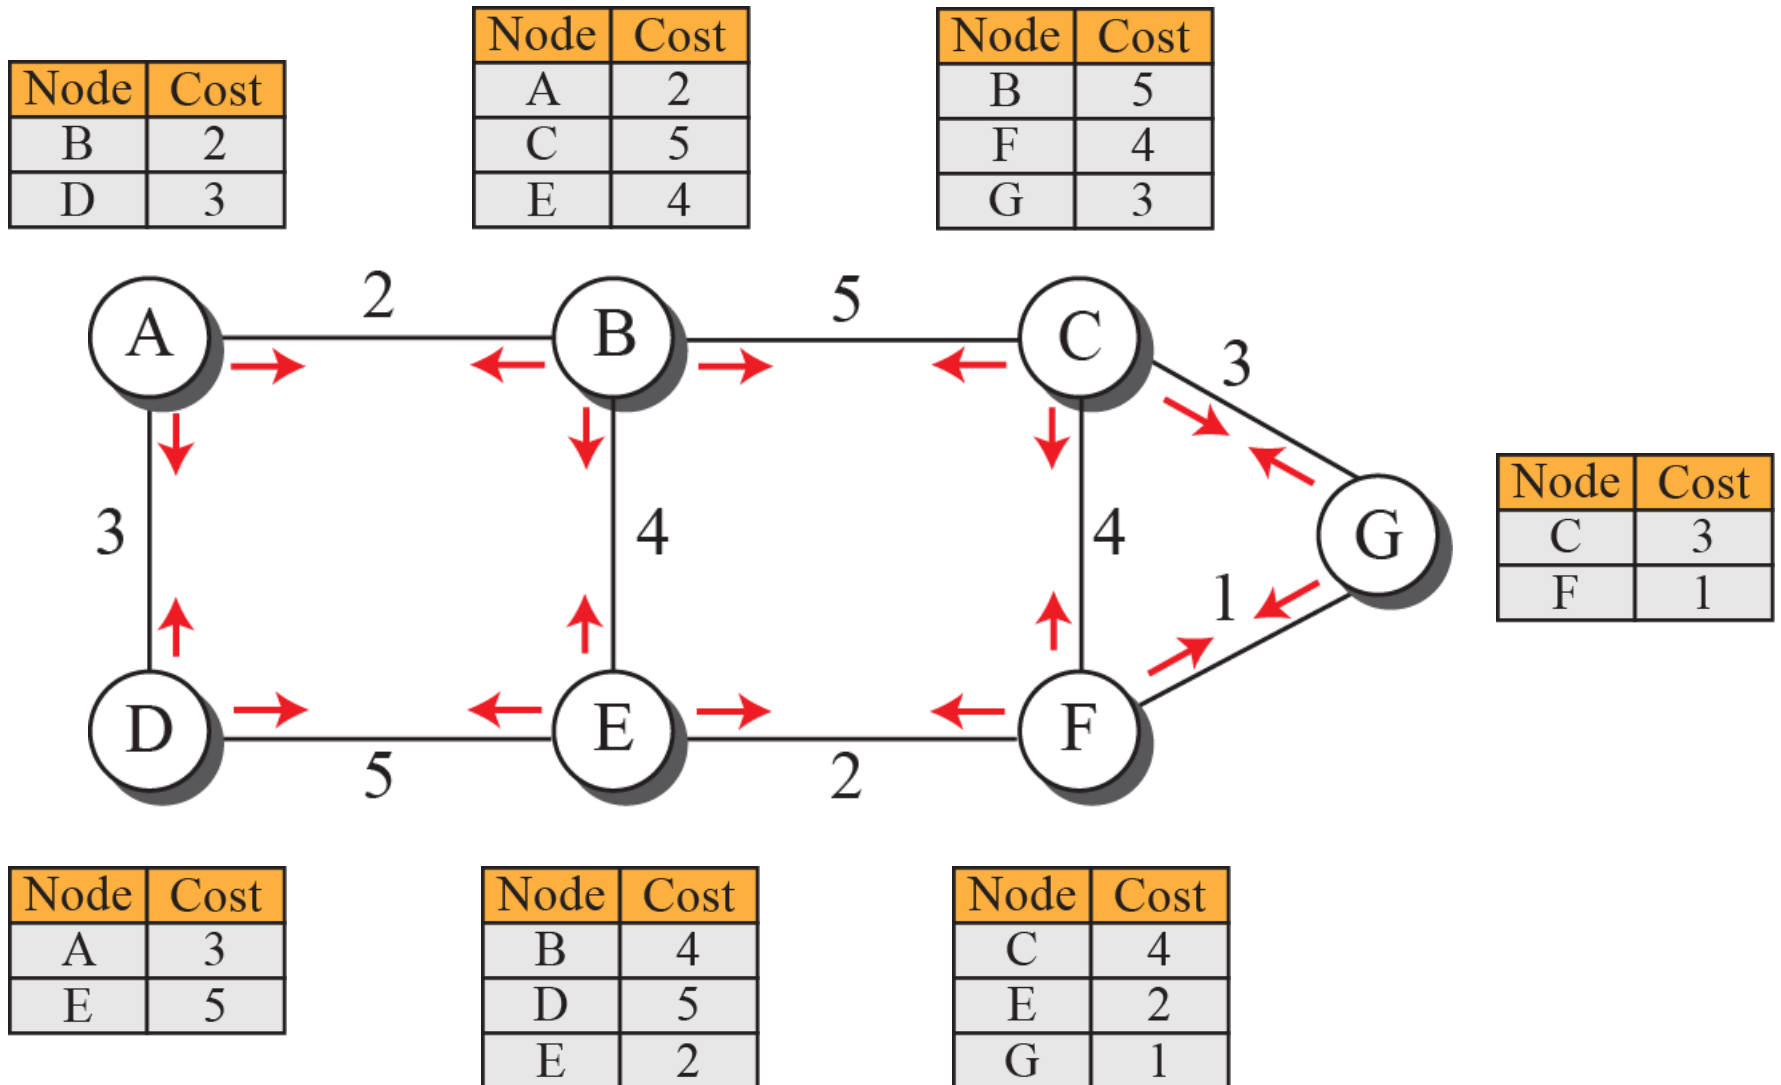 Node Cost
B 2
D 3
Node Cost
A 2
C 5
E 4
Node Cost
B 5
F 4
G 3
A 2 B 5 C 3
3 4 4 G
1
D 5 E 2 F
Node Cost
C 3
F 1
Node Cost
A 3
E 5
Node Cost
B 4
D 5
E 2
Node Cost
C 4
E 2
G 1